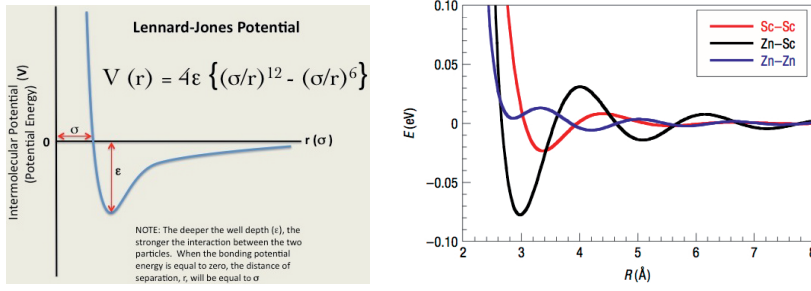 Lennard-Jones Potential
V (r) = 4ε {(σ/r)¹² - (σ/r)⁶}
Intermolecular Potential (V)
(Potential Energy)
0
σ
ε
r (σ)
NOTE: The deeper the well depth (ε), the
stronger the interaction between the two
particles. When the bonding potential
energy is equal to zero, the distance of
separation, r, will be equal to σ
0.10
0.05
0
−0.05
−0.10
E (eV)
2 3 4 5 6 7 8
R (Å)
Sc–Sc
Zn–Sc
Zn–Zn